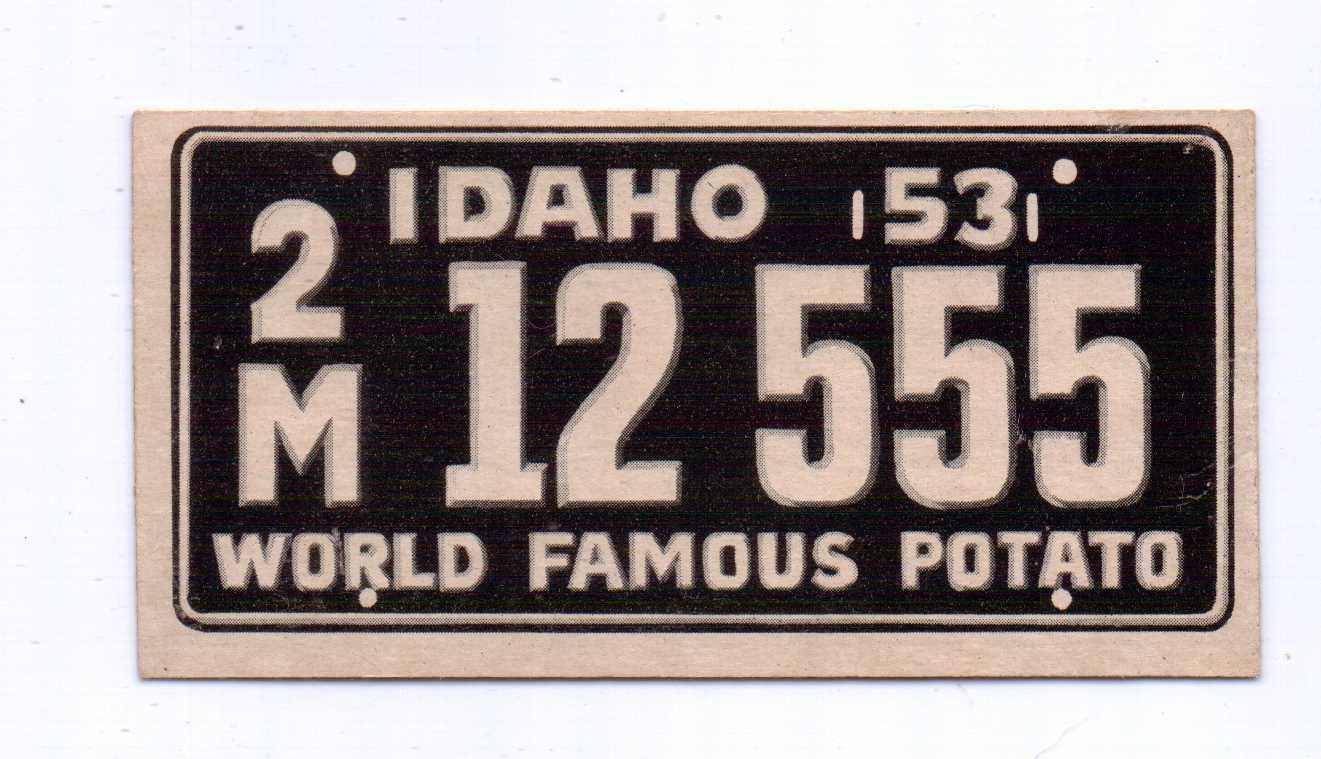 IDAHO 53
2
M
12 555
WORLD FAMOUS POTATO